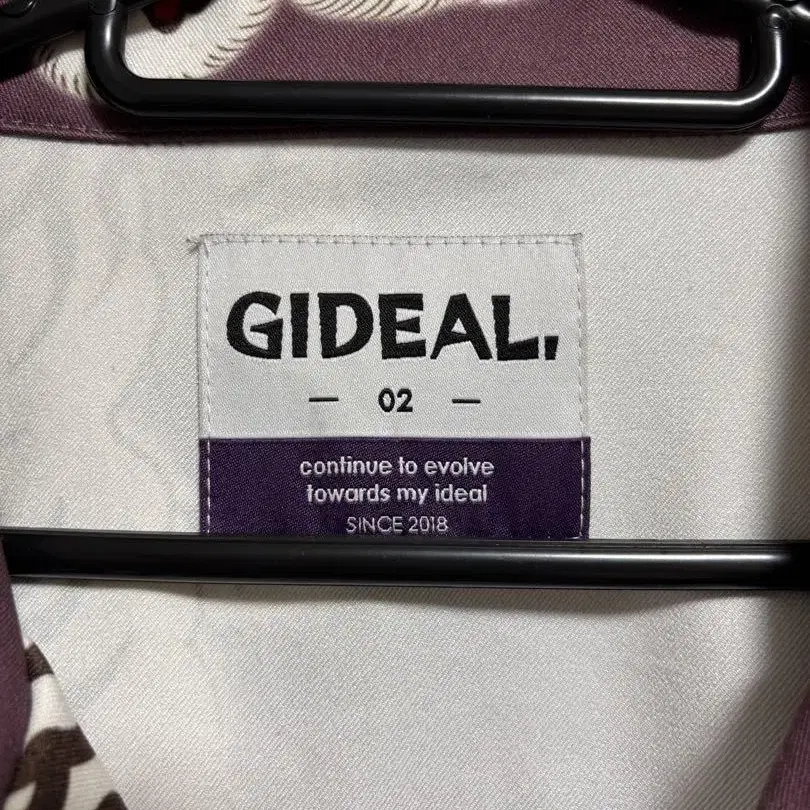 GIDEAL,
— 02 —
continue to evolve
towards my ideal
SINCE 2018